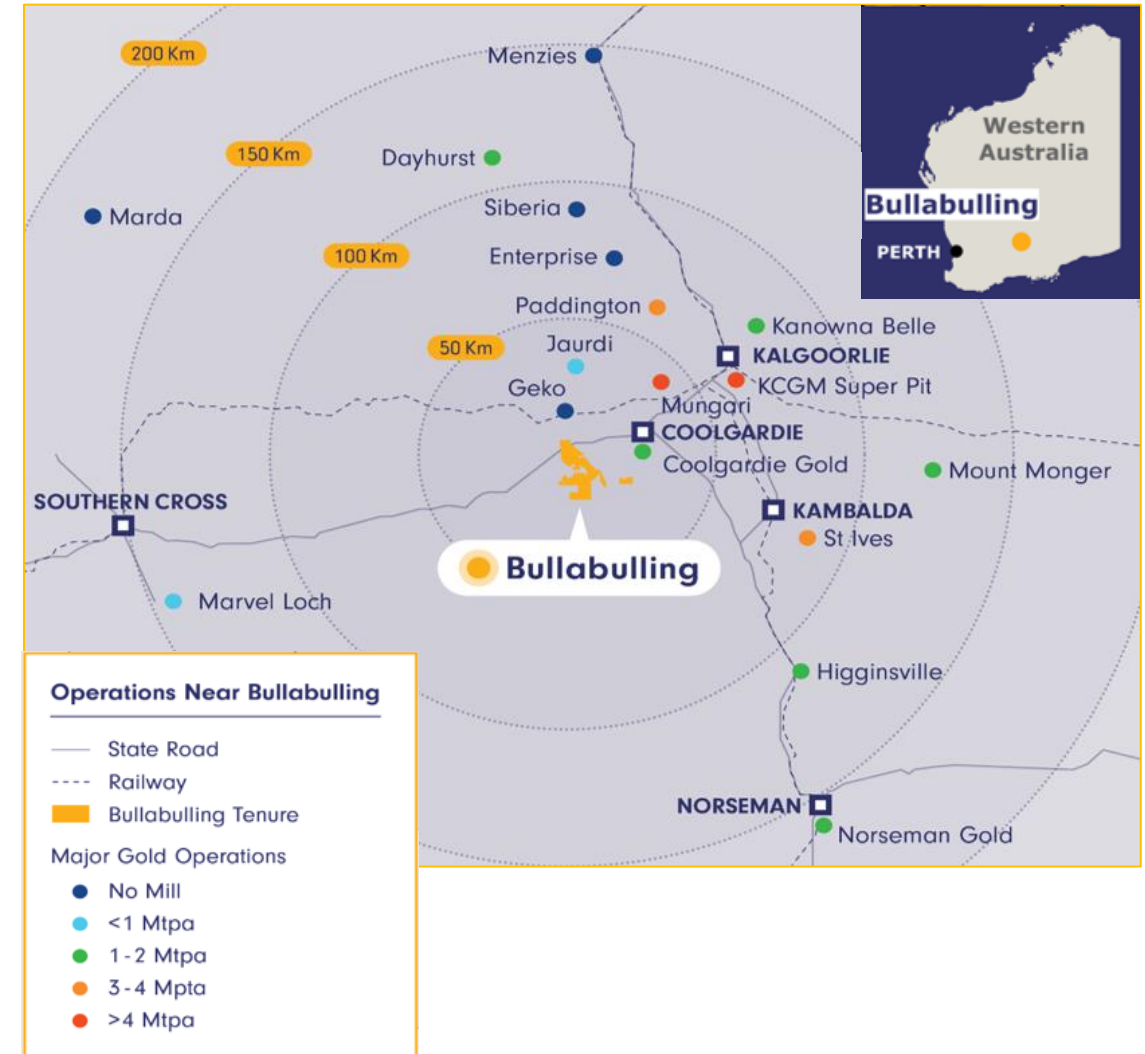 200 Km
Menzies
Western
Australia
150 Km
Dayhurst
Bullabulling
Marda
Siberia
PERTH
100 Km
Enterprise
Paddington
Kanowna Belle
50 Km
Jaurdi
KALGOORLIE
Geko
KCGM Super Pit
Mungari
COOLGARDIE
Coolgardie Gold
Mount Monger
SOUTHERN CROSS
KAMBALDA
St Ives
Bullabulling
Marvel Loch
Higginsville
NORSEMAN
Norseman Gold
Operations Near Bullabulling
State Road
Railway
Bullabulling Tenure
Major Gold Operations
No Mill
<1 Mtpa
1-2 Mtpa
3-4 Mpta
>4 Mtpa